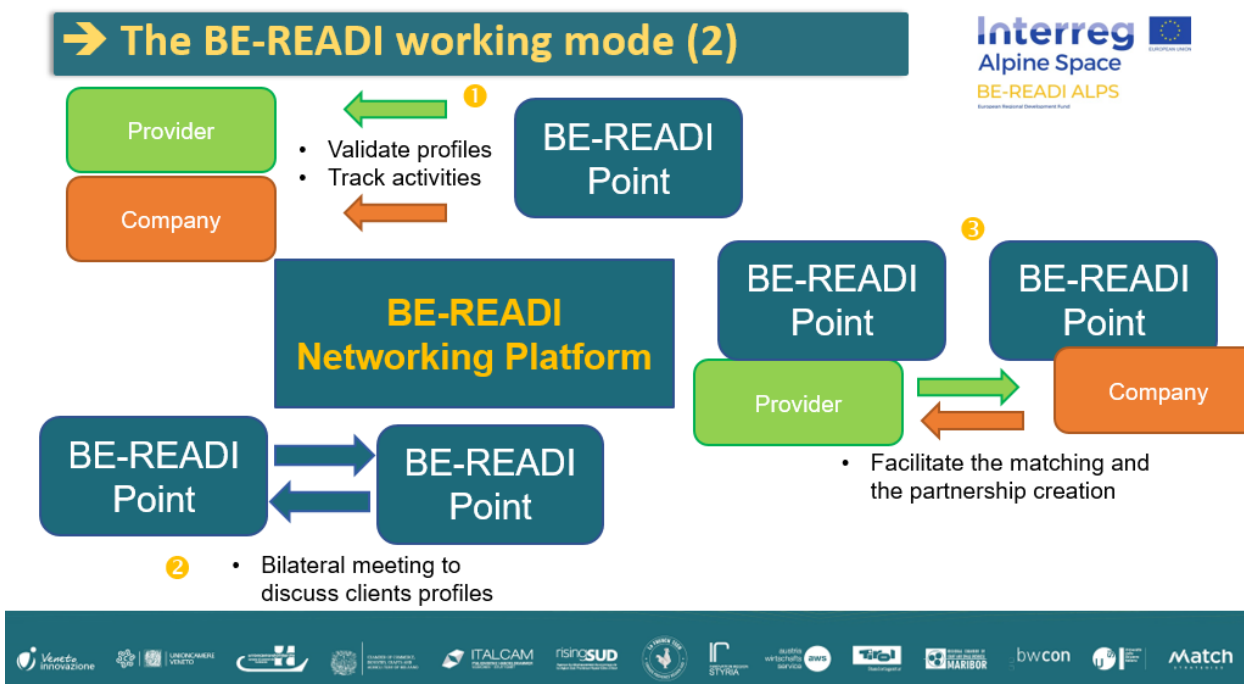 The BE-READI working mode (2)
Interreg
EUROPEAN UNION
Alpine Space
BE-READI ALPS
European Regional Development Fund
1
Provider
• Validate profiles
• Track activities
Company
BE-READI
Point
BE-READI
Networking Platform
3
BE-READI
Point
BE-READI
Point
Provider
Company
• Facilitate the matching and
the partnership creation
BE-READI
Point
BE-READI
Point
2
• Bilateral meeting to
discuss clients profiles
Veneto
innovazione
UNIONCAMERE
VENETO
ITALCAM
risingSUD
STYRIA
austria
wirtschafts
service
aws
Tirol
MARIBOR
bwcon
Match